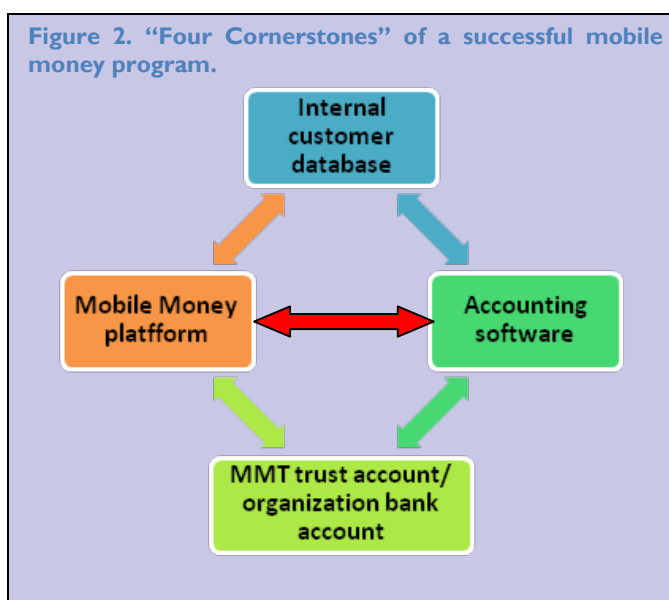 Figure 2. “Four Cornerstones” of a successful mobile
money program.
Internal
customer
database
Mobile Money
platfform
Accounting
software
MMT trust account/
organization bank
account